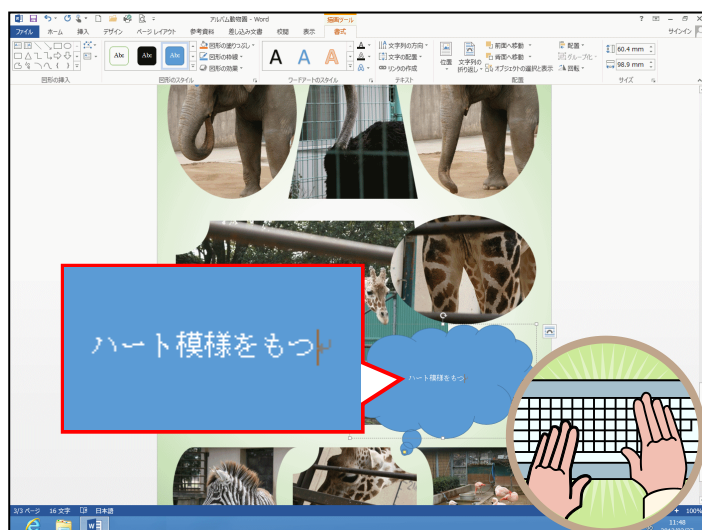 アルバム動物園 - Word
描画ツール
サインイン
ファイル ホーム 挿入 デザイン ページ レイアウト 参考資料 差し込み文書 校閲 表示 書式
図形の塗りつぶし
図形の枠線
図形の効果
Abc Abc Abc
A A A
文字列の方向
文字の配置
リンクの作成
位置 文字列の折り返し
前面へ移動
背面へ移動
オブジェクトの選択と表示
配置
グループ化
回転
60.4 mm
98.9 mm
図形の挿入 図形のスタイル ワードアートのスタイル テキスト 配置 サイズ
ハート模様をもつ
ハート模様をもつ
3/3 ページ 16 文字 日本語
100%
11:48